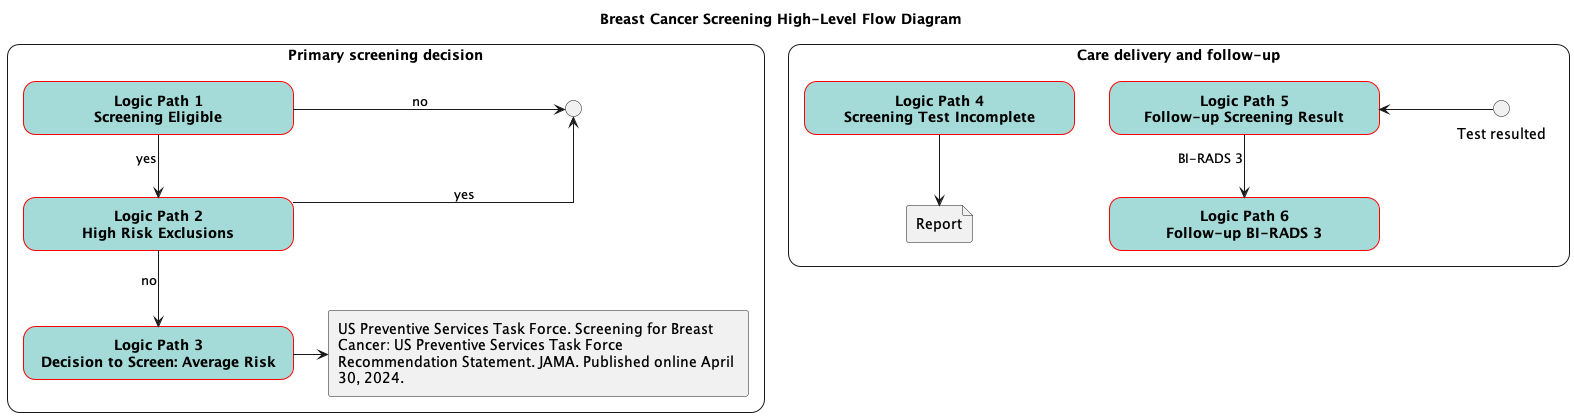 Breast Cancer Screening High-Level Flow Diagram
Primary screening decision
Logic Path 1
Screening Eligible
no
yes
yes
Logic Path 2
High Risk Exclusions
no
Logic Path 3
Decision to Screen: Average Risk
US Preventive Services Task Force. Screening for Breast
Cancer: US Preventive Services Task Force
Recommendation Statement. JAMA. Published online April
30, 2024.
Care delivery and follow-up
Logic Path 4
Screening Test Incomplete
Report
Logic Path 5
Follow-up Screening Result
Test resulted
BI-RADS 3
Logic Path 6
Follow-up BI-RADS 3